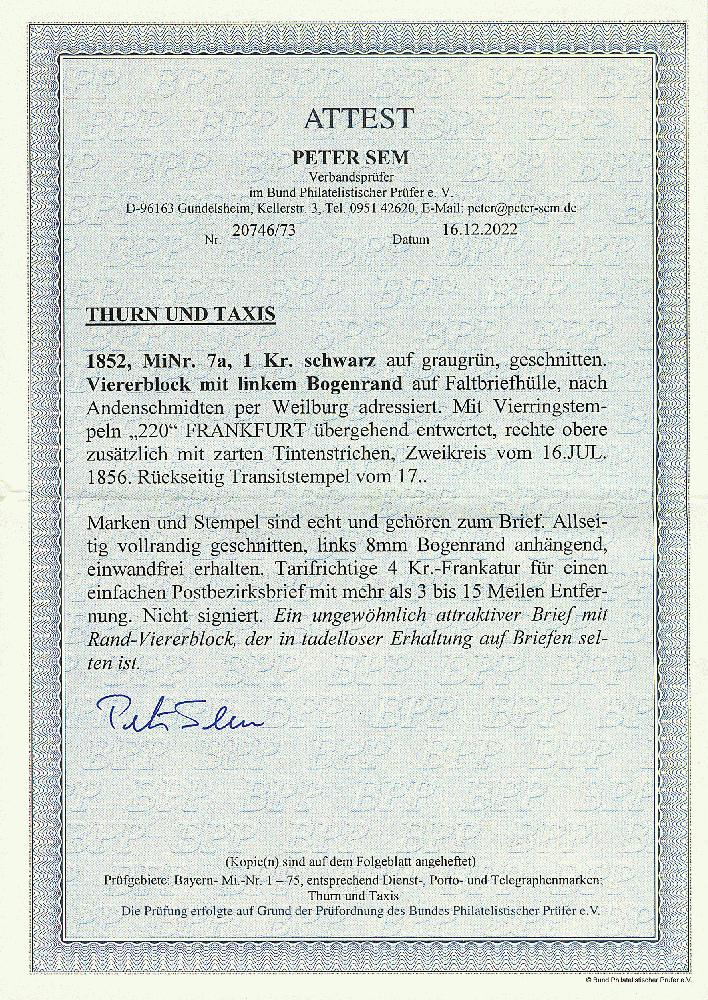 ATTEST
PETER SEM
Verbandsprüfer
im Bund Philatelistischer Prüfer e. V.
D-96163 Gundelsheim, Kellerstr. 3, Tel. 0951 42620, E-Mail: peter@peter-sem.de
Nr. 20746/73 Datum 16.12.2022
THURN UND TAXIS
1852, MiNr. 7a, 1 Kr. schwarz auf graugrün, geschnitten.
Viererblock mit linkem Bogenrand auf Faltbriefhülle, nach
Andenschmidten per Weilburg adressiert. Mit Vierringstem-
peln „220“ FRANKFURT übergehend entwertet, rechte obere
zusätzlich mit zarten Tintenstrichen, Zweikreis vom 16.JUL.
1856. Rückseitig Transitstempel vom 17..
Marken und Stempel sind echt und gehören zum Brief. Allsei-
tig vollrandig geschnitten, links 8mm Bogenrand anhängend,
einwandfrei erhalten. Tarifrichtige 4 Kr.-Frankatur für einen
einfachen Postbezirksbrief mit mehr als 3 bis 15 Meilen Entfer-
nung. Nicht signiert. Ein ungewöhnlich attraktiver Brief mit
Rand-Viererblock, der in tadelloser Erhaltung auf Briefen sel-
ten ist.
Peter Sem
(Kopie(n) sind auf dem Folgeblatt angeheftet)
Prüfgebiete: Bayern- Mi.-Nr. 1 – 75, entsprechend Dienst-, Porto- und Telegraphenmarken;
Thurn und Taxis
Die Prüfung erfolgte auf Grund der Prüfordnung des Bundes Philatelistischer Prüfer e.V.
© Bund Philatelistischer Prüfer e.V.